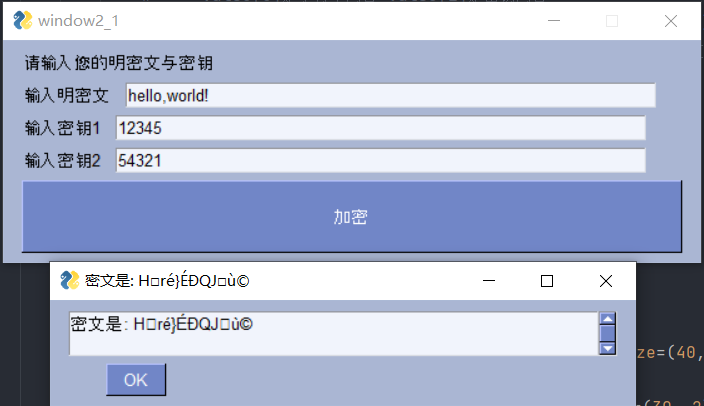 window2_1
请输入您的明密文与密钥
输入明密文 hello,world!
输入密钥1 12345
输入密钥2 54321
加密
密文是: H□ré}ÉÐQJ□ù©
密文是: H□ré}ÉÐQJ□ù©
ze=(40,
OK